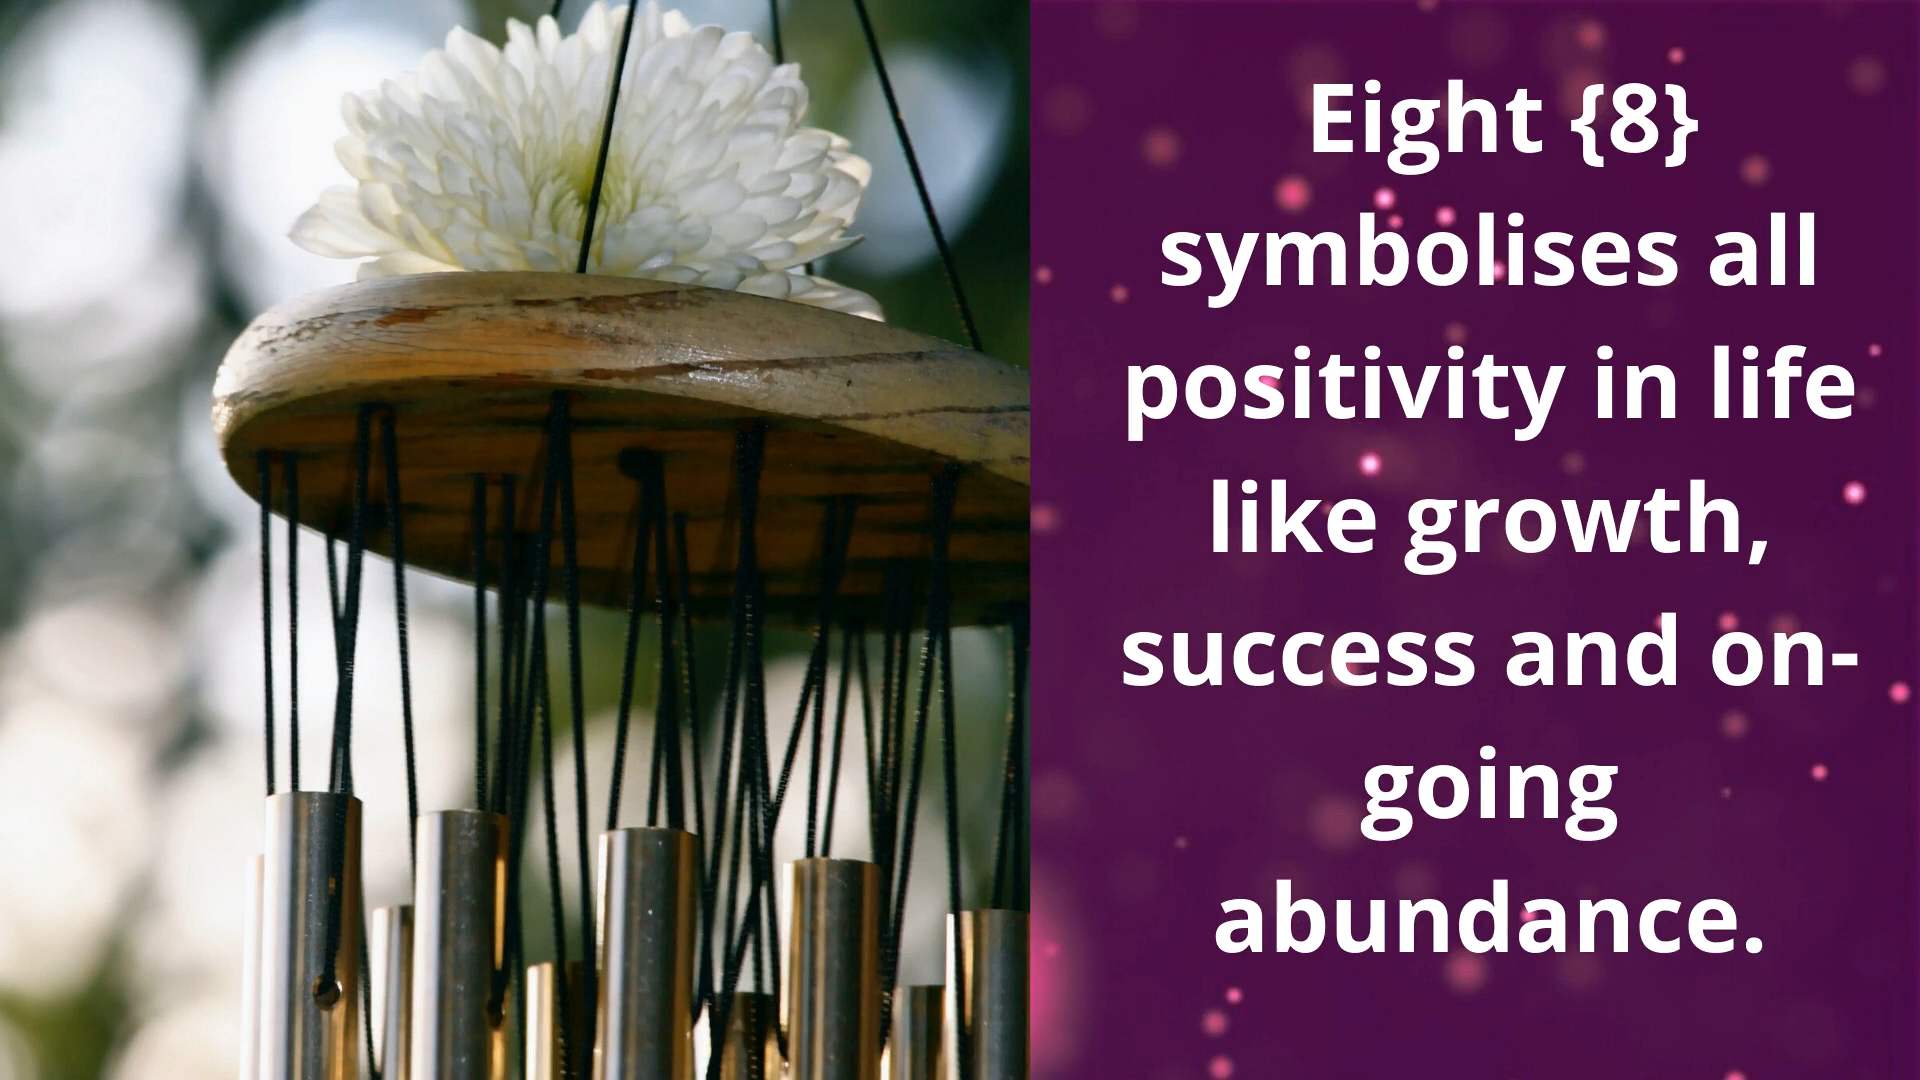 Eight {8}
symbolises all
positivity in life
like growth,
success and on-
going
abundance.